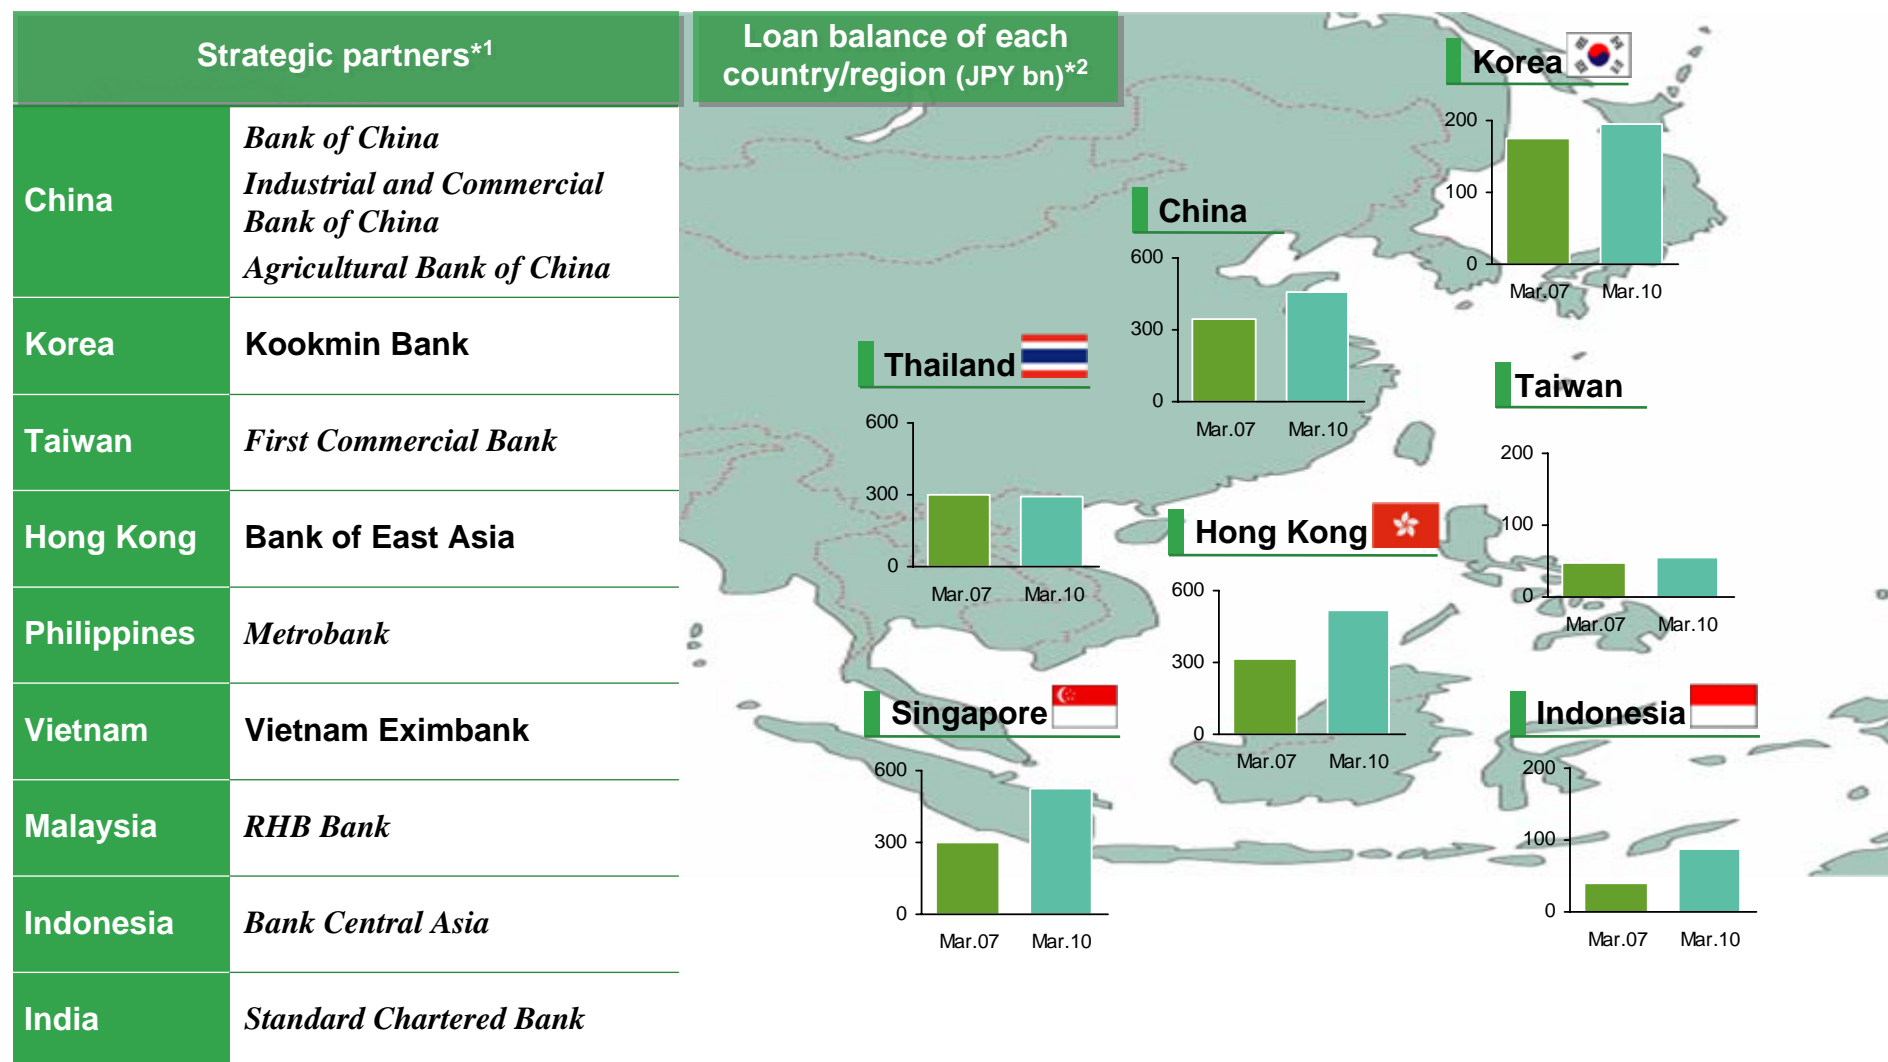 Strategic partners*1
China
Bank of China
Industrial and Commercial
Bank of China
Agricultural Bank of China
Korea
Kookmin Bank
Taiwan
First Commercial Bank
Hong Kong
Bank of East Asia
Philippines
Metrobank
Vietnam
Vietnam Eximbank
Malaysia
RHB Bank
Indonesia
Bank Central Asia
India
Standard Chartered Bank
Loan balance of each
country/region (JPY bn)*2
Korea
200
100
0
Mar.07 Mar.10
China
600
300
0
Mar.07 Mar.10
Thailand
600
300
0
Mar.07 Mar.10
Taiwan
200
100
0
Mar.07 Mar.10
Hong Kong
600
300
0
Mar.07 Mar.10
Singapore
600
300
0
Mar.07 Mar.10
Indonesia
200
100
0
Mar.07 Mar.10